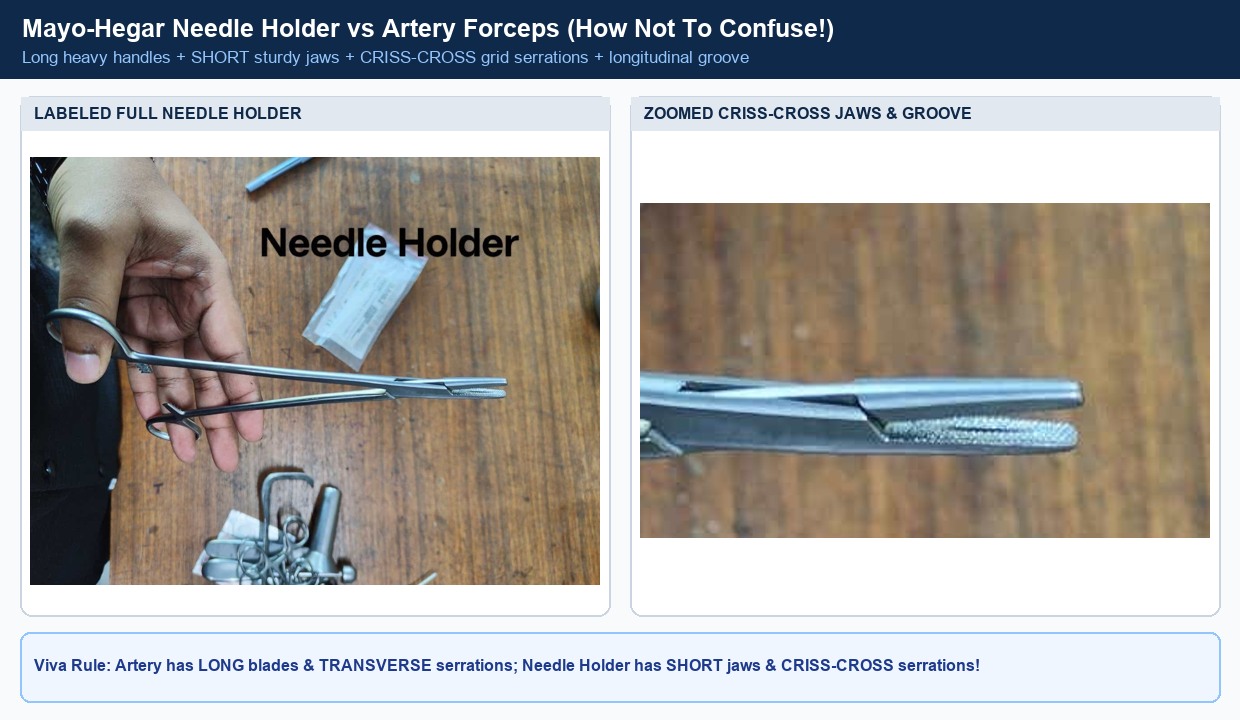 Mayo-Hegar Needle Holder vs Artery Forceps (How Not To Confuse!)
Long heavy handles + SHORT sturdy jaws + CRISS-CROSS grid serrations + longitudinal groove
LABELED FULL NEEDLE HOLDER
ZOOMED CRISS-CROSS JAWS & GROOVE
Needle Holder
Viva Rule: Artery has LONG blades & TRANSVERSE serrations; Needle Holder has SHORT jaws & CRISS-CROSS serrations!